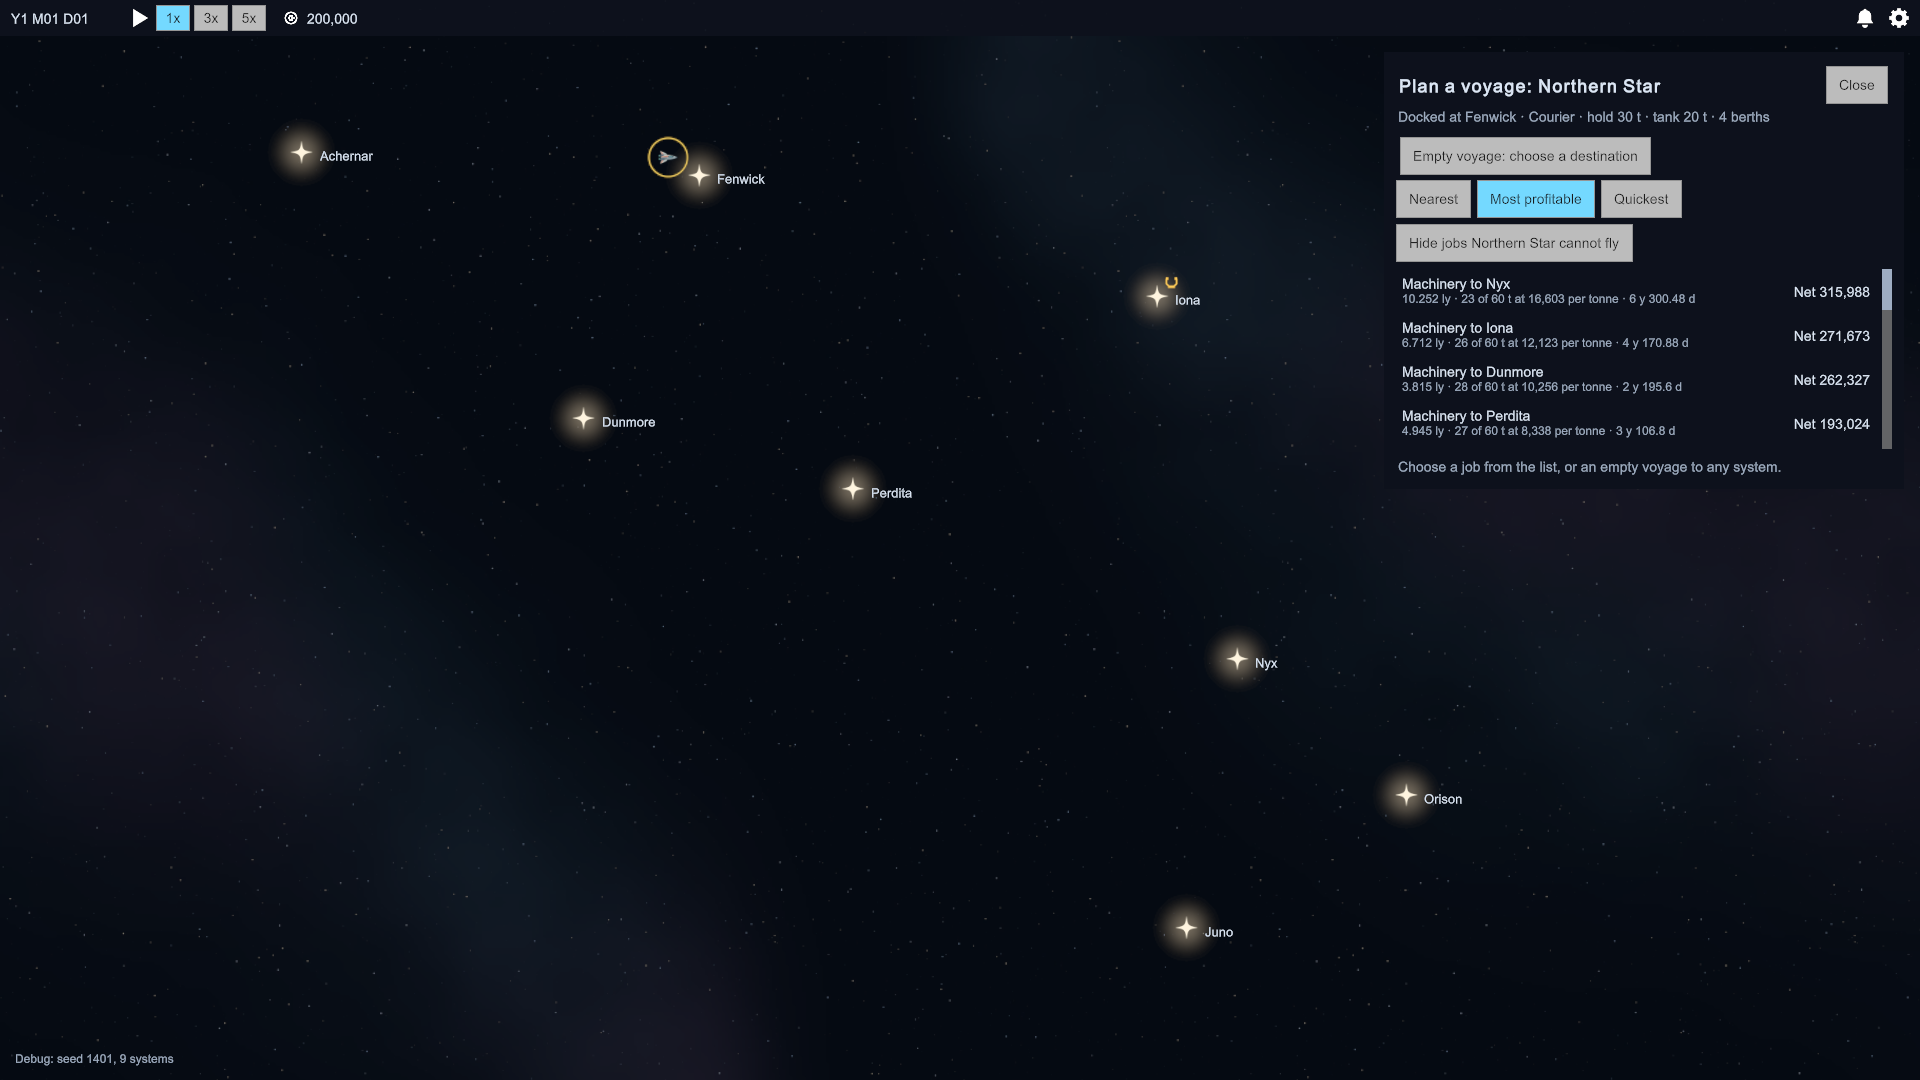 Y1 M01 D01
1x
3x
5x
200,000
Plan a voyage: Northern Star
Close
Docked at Fenwick · Courier · hold 30 t · tank 20 t · 4 berths
Empty voyage: choose a destination
Nearest
Most profitable
Quickest
Hide jobs Northern Star cannot fly
Machinery to Nyx
10.252 ly · 23 of 60 t at 16,603 per tonne · 6 y 300.48 d
Net 315,988
Machinery to Iona
6.712 ly · 26 of 60 t at 12,123 per tonne · 4 y 170.88 d
Net 271,673
Machinery to Dunmore
3.815 ly · 28 of 60 t at 10,256 per tonne · 2 y 195.6 d
Net 262,327
Machinery to Perdita
4.945 ly · 27 of 60 t at 8,338 per tonne · 3 y 106.8 d
Net 193,024
Choose a job from the list, or an empty voyage to any system.
Achernar
Fenwick
Iona
Dunmore
Perdita
Nyx
Orison
Juno
Debug: seed 1401, 9 systems